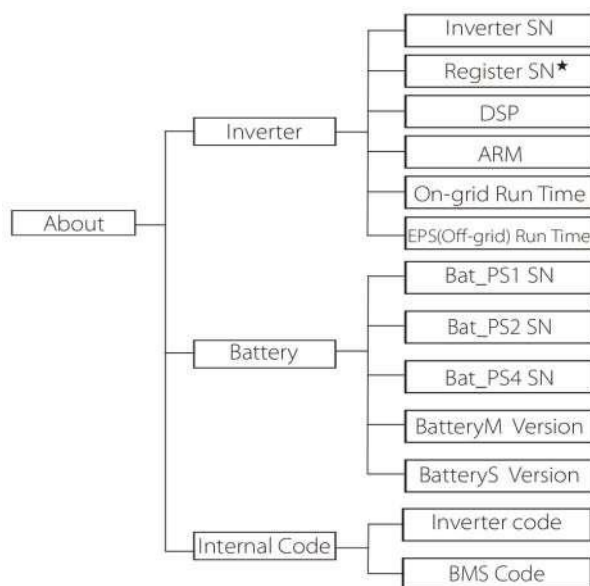 About
Inverter
Inverter SN
Register SN★
DSP
ARM
On-grid Run Time
EPS(Off-grid) Run Time
Battery
Bat_PS1 SN
Bat_PS2 SN
Bat_PS4 SN
BatteryM Version
BatteryS Version
Internal Code
Inverter code
BMS Code